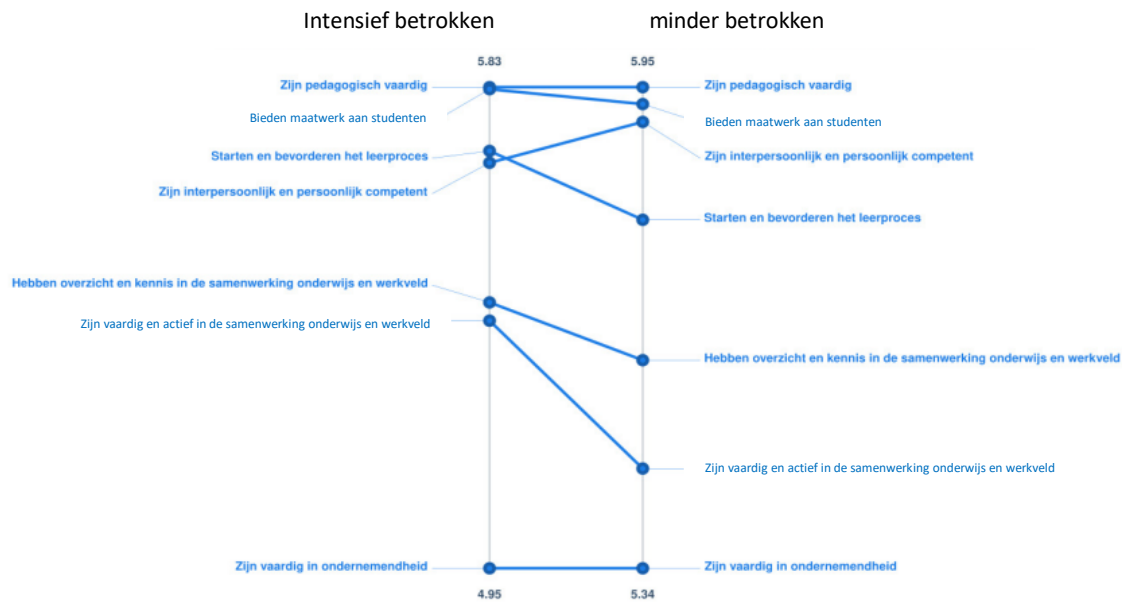 Intensief betrokken
minder betrokken
5.83
5.95
Zijn pedagogisch vaardig
Zijn pedagogisch vaardig
Bieden maatwerk aan studenten
Bieden maatwerk aan studenten
Starten en bevorderen het leerproces
Zijn interpersoonlijk en persoonlijk competent
Zijn interpersoonlijk en persoonlijk competent
Starten en bevorderen het leerproces
Hebben overzicht en kennis in de samenwerking onderwijs en werkveld
Zijn vaardig en actief in de samenwerking onderwijs en werkveld
Hebben overzicht en kennis in de samenwerking onderwijs en werkveld
Zijn vaardig en actief in de samenwerking onderwijs en werkveld
Zijn vaardig in ondernemendheid
Zijn vaardig in ondernemendheid
4.95
5.34